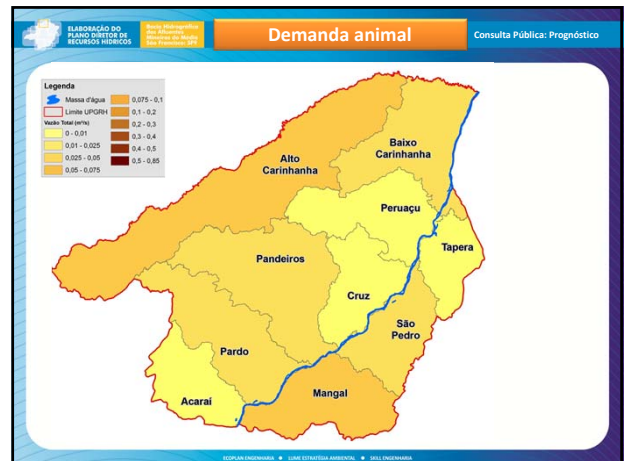 ELABORAÇÃO DO
PLANO DIRETOR DE
RECURSOS HÍDRICOS
Bacia Hidrográfica
dos Afluentes
Mineiros do Médio
São Francisco: SF9
Demanda animal
Consulta Pública: Prognóstico
Legenda
Massa d'água
Limite UPGRH
Vazão Total (m³/s)
0 - 0,01
0,01 - 0,025
0,025 - 0,05
0,05 - 0,075
0,075 - 0,1
0,1 - 0,2
0,2 - 0,3
0,3 - 0,4
0,4 - 0,5
0,5 - 0,85
Alto
Carinhanha
Baixo
Carinhanha
Peruaçu
Tapera
Pandeiros
Cruz
São
Pedro
Pardo
Mangal
Acarai
ECOPLAN ENGENHARIA ● LUME ESTRATÉGIA AMBIENTAL ● SKILL ENGENHARIA